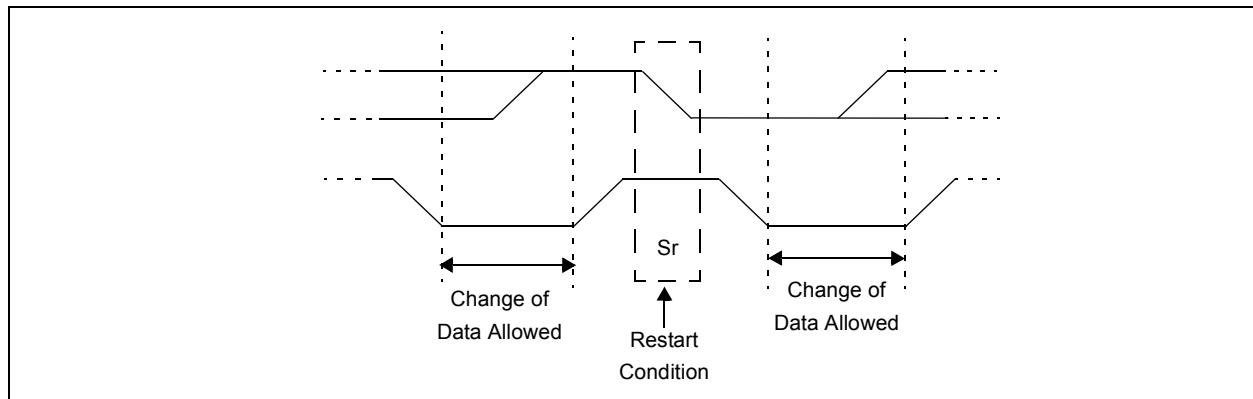 Sr
Change of
Data Allowed
Restart
Condition
Change of
Data Allowed